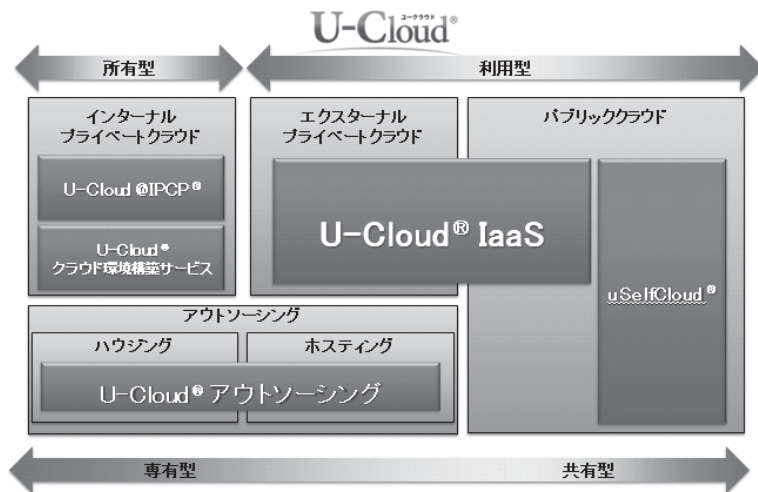 ユークラウド
U-Cloud®
所有型
利用型
インターナル
プライベートクラウド
エクスターナル
プライベートクラウド
パブリッククラウド
U-Cloud @IPCP®
U-Cloud® IaaS
U-Cloud®
クラウド環境構築サービス
uSelfCloud®
アウトソーシング
ハウジング
ホスティング
U-Cloud® アウトソーシング
専有型
共有型